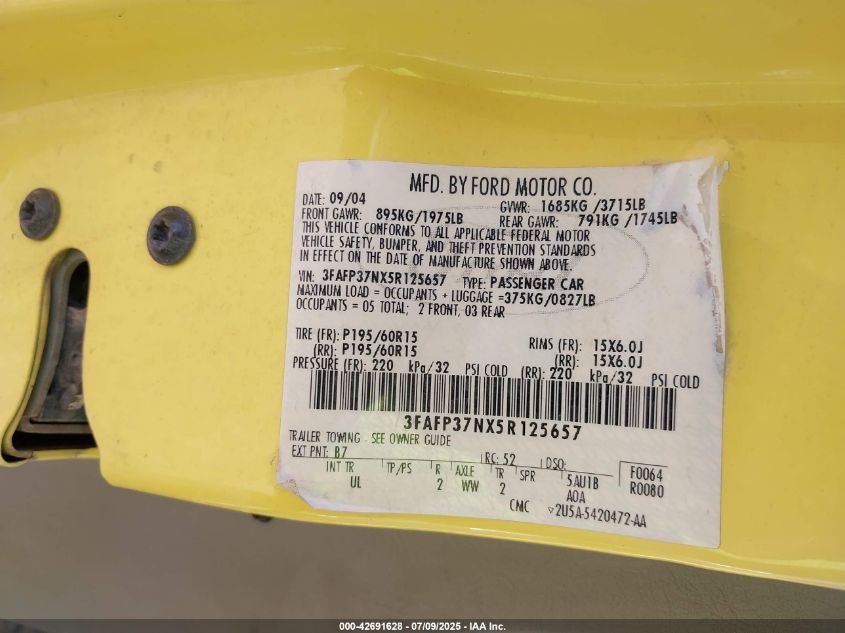 MFD. BY FORD MOTOR CO.
DATE: 09/04 GVWR: 1685KG /3715LB
FRONT GAWR: 895KG/1975LB REAR GAWR: 791KG /1745LB
THIS VEHICLE CONFORMS TO ALL APPLICABLE FEDERAL MOTOR
VEHICLE SAFETY, BUMPER, AND THEFT PREVENTION STANDARDS
IN EFFECT ON THE DATE OF MANUFACTURE SHOWN ABOVE.
VIN: 3FAFP37NX5R125657 TYPE: PASSENGER CAR
MAXIMUM LOAD = OCCUPANTS + LUGGAGE =375KG/0827LB
OCCUPANTS = 05 TOTAL; 2 FRONT, 03 REAR
TIRE (FR): P195/60R15 RIMS (FR): 15X6.0J
(RR): P195/60R15 (RR): 15X6.0J
PRESSURE (FR): 220 kPa/32 PSI COLD (RR): 220 kPa/32 PSI COLD
3FAFP37NX5R125657
TRAILER TOWING - SEE OWNER GUIDE
EXT PNT: B7 RC: 52 DSO: F0064
INT TR TP/PS R AXLE TR SPR 5AU1B R0080
UL 2 WW 2 A0A
CMC ▽2U5A-5420472-AA
000-42691628 - 07/09/2025 - IAA Inc.